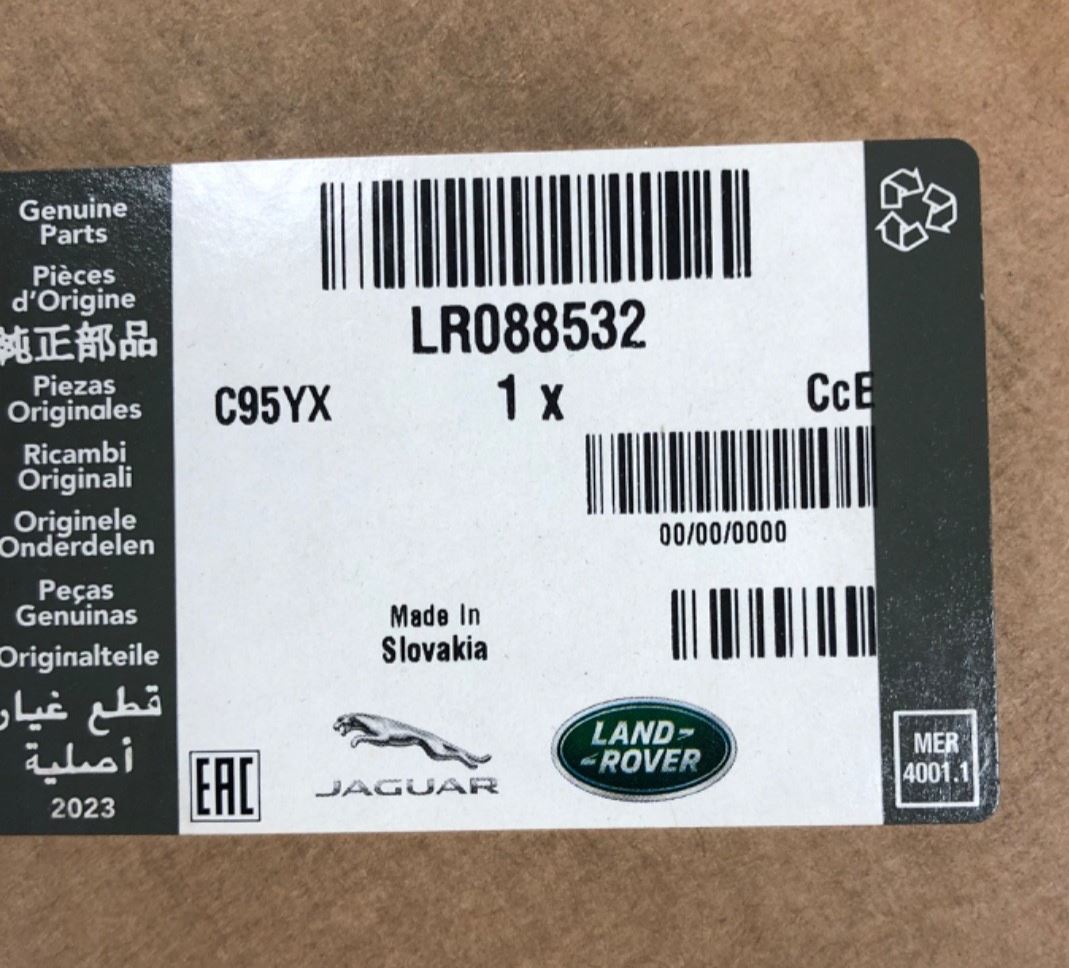 Genuine
Parts
Pièces
d'Origine
純正部品
Piezas
Originales
Ricambi
Originali
Originele
Onderdelen
Peças
Genuinas
Originalteile
قطع غيار
أصلية
2023
LR088532
C95YX 1 x CcE
00/00/0000
Made In
Slovakia
EAC
JAGUAR
LAND-
-ROVER
MER
4001.1